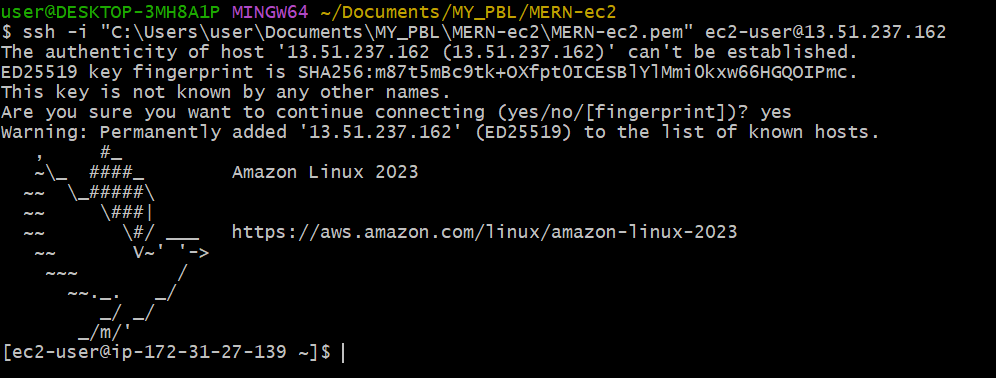 user@DESKTOP-3MH8A1P MINGW64 ~/Documents/MY_PBL/MERN-ec2
$ ssh -i "C:\Users\user\Documents\MY_PBL\MERN-ec2\MERN-ec2.pem" ec2-user@13.51.237.162
The authenticity of host '13.51.237.162 (13.51.237.162)' can't be established.
ED25519 key fingerprint is SHA256:m87t5mBc9tk+OXfptOICESBlYlMmi0kxw66HGQOIPmc.
This key is not known by any other names.
Are you sure you want to continue connecting (yes/no/[fingerprint])? yes
Warning: Permanently added '13.51.237.162' (ED25519) to the list of known hosts.
   ,     #_
   ~\_  ####_        Amazon Linux 2023
  ~~  \_#####\
  ~~     \###|
  ~~       \#/ ___   https://aws.amazon.com/linux/amazon-linux-2023
   ~~       V~' '->
    ~~~         /
      ~~._.   _/
         _/ _/
       _/m/'
[ec2-user@ip-172-31-27-139 ~]$